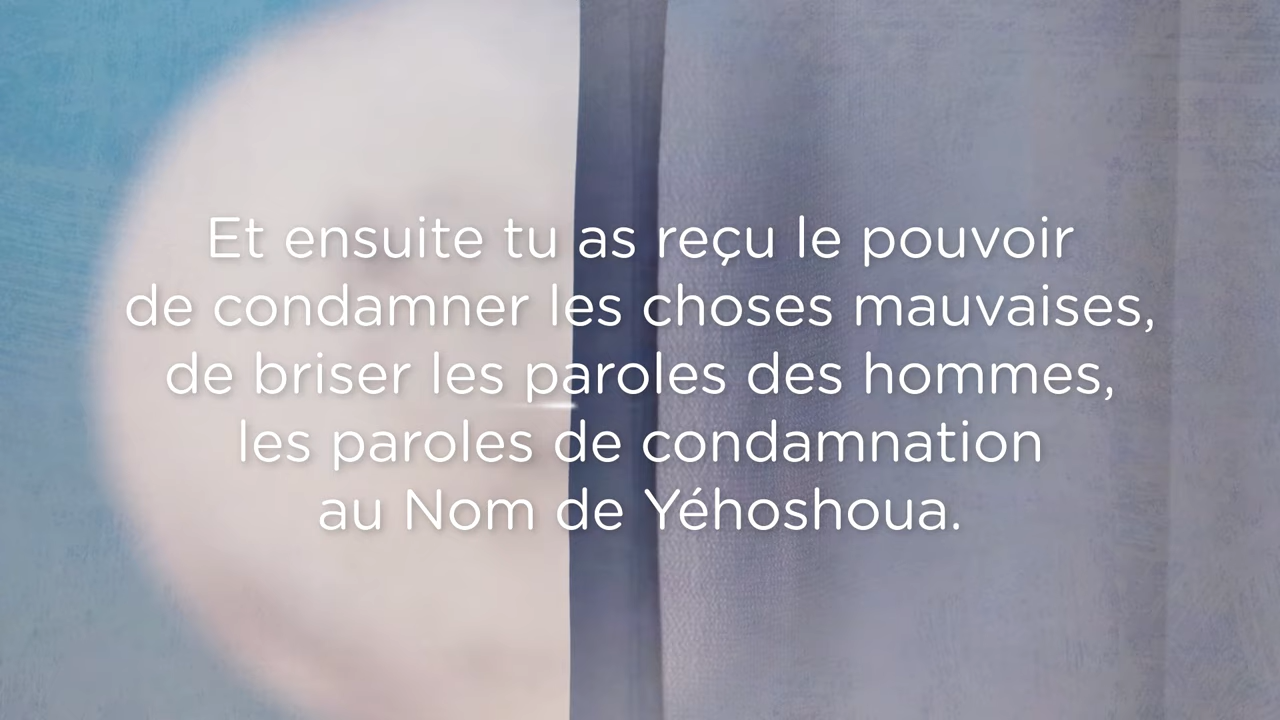 Et ensuite tu as reçu le pouvoir
de condamner les choses mauvaises,
de briser les paroles des hommes,
les paroles de condamnation
au Nom de Yéhoshoua.